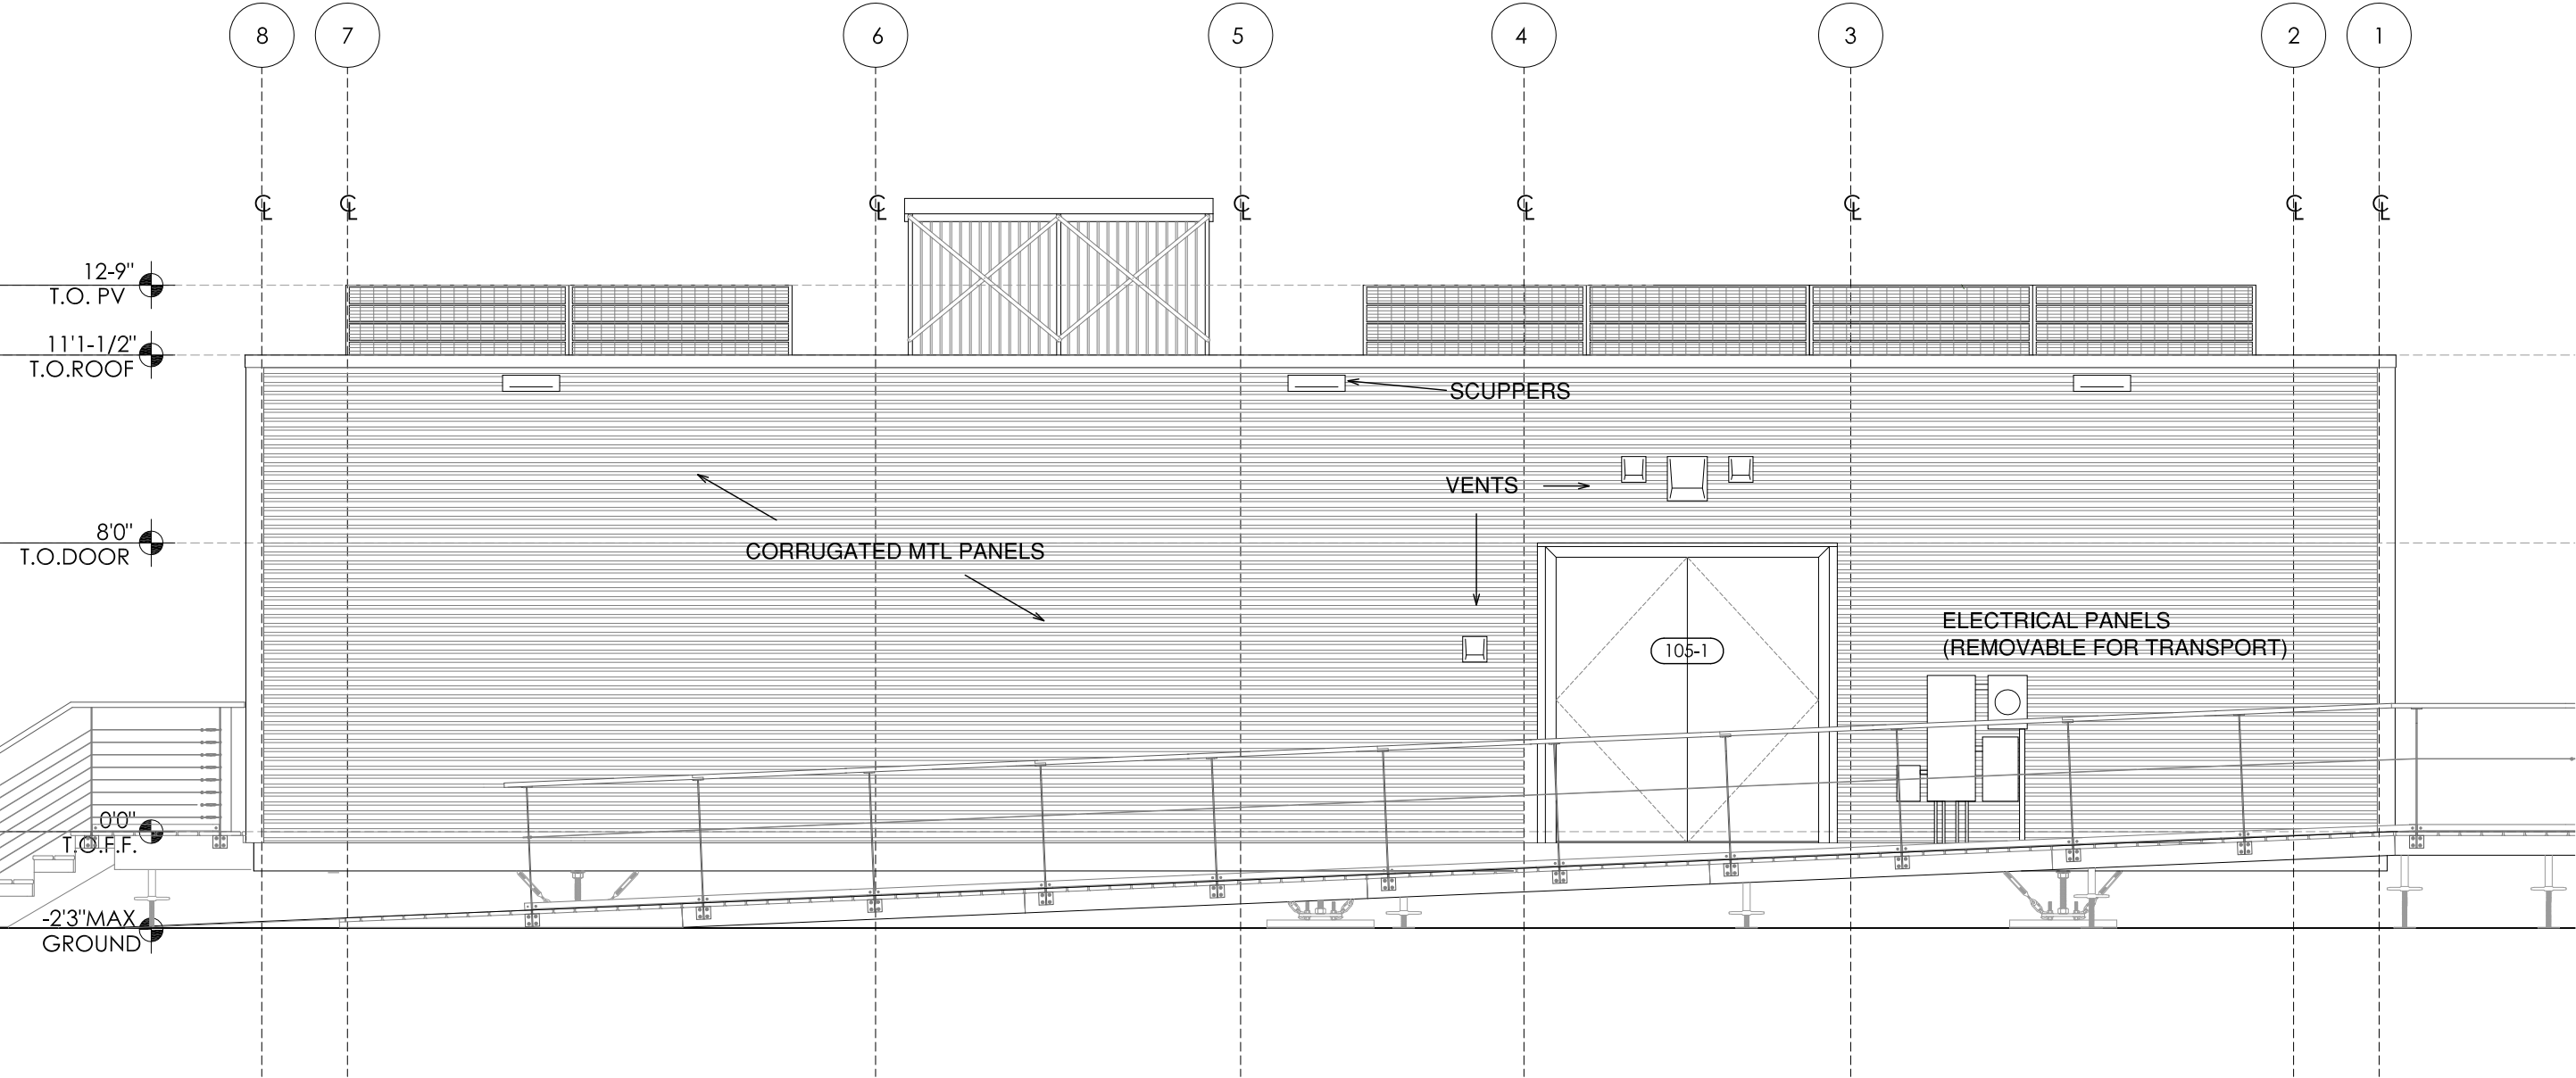 8 7 6 5 4 3 2 1
℄ ℄ ℄ ℄ ℄ ℄ ℄ ℄
12-9"
T.O. PV
11'1-1/2"
T.O.ROOF
SCUPPERS
VENTS
8'0"
T.O.DOOR
CORRUGATED MTL PANELS
105-1
ELECTRICAL PANELS
(REMOVABLE FOR TRANSPORT)
0'0"
T.O.F.F.
-2'3"MAX
GROUND